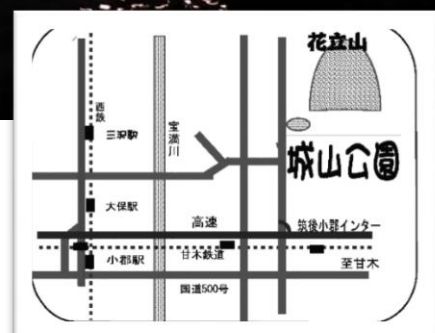 花立山
城山公園
西鉄
三沢駅
宝満川
大保駅
高速
筑後小郡インター
小郡駅
甘木鉄道
至甘木
国道500号